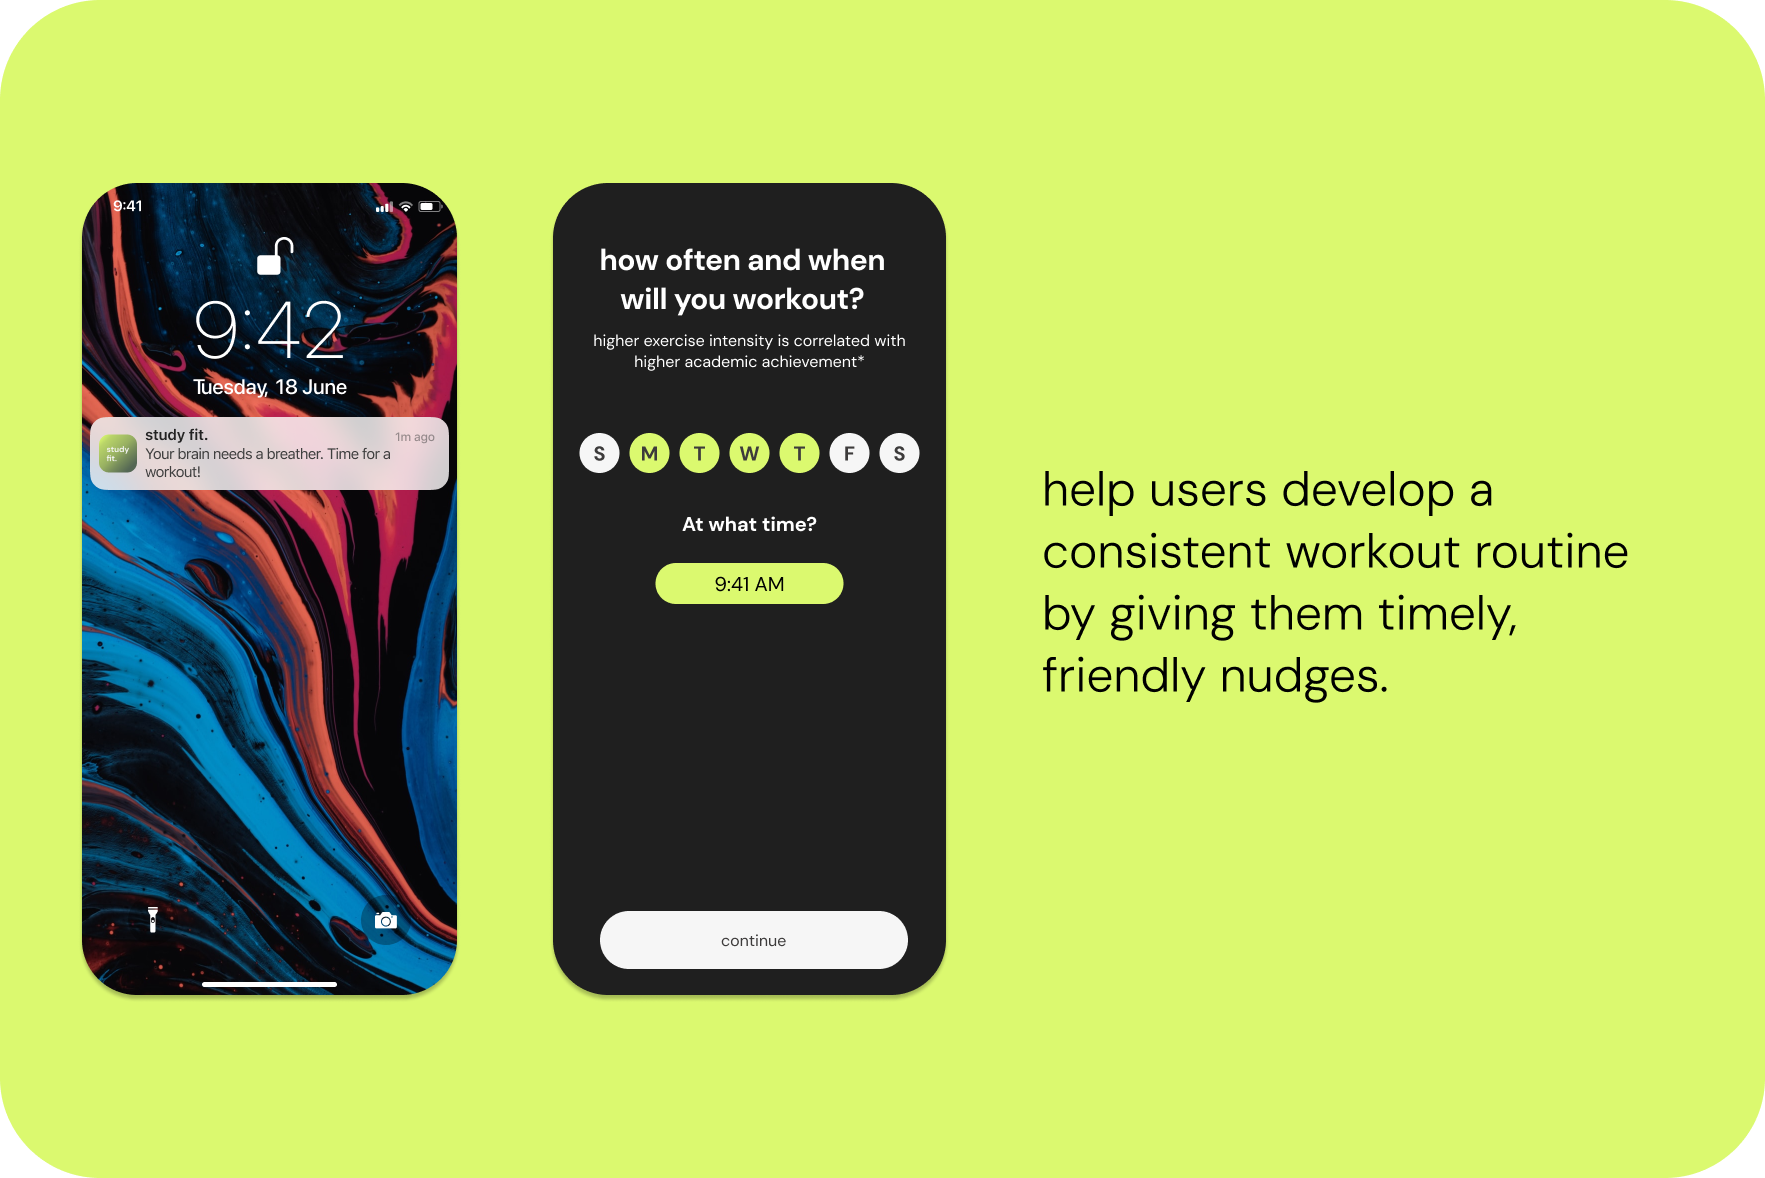 9:41
9:42
Tuesday, 18 June
study fit.
study fit.
1m ago
Your brain needs a breather. Time for a
workout!
how often and when
will you workout?
higher exercise intensity is correlated with
higher academic achievement*
S M T W T F S
At what time?
9:41 AM
continue
help users develop a
consistent workout routine
by giving them timely,
friendly nudges.